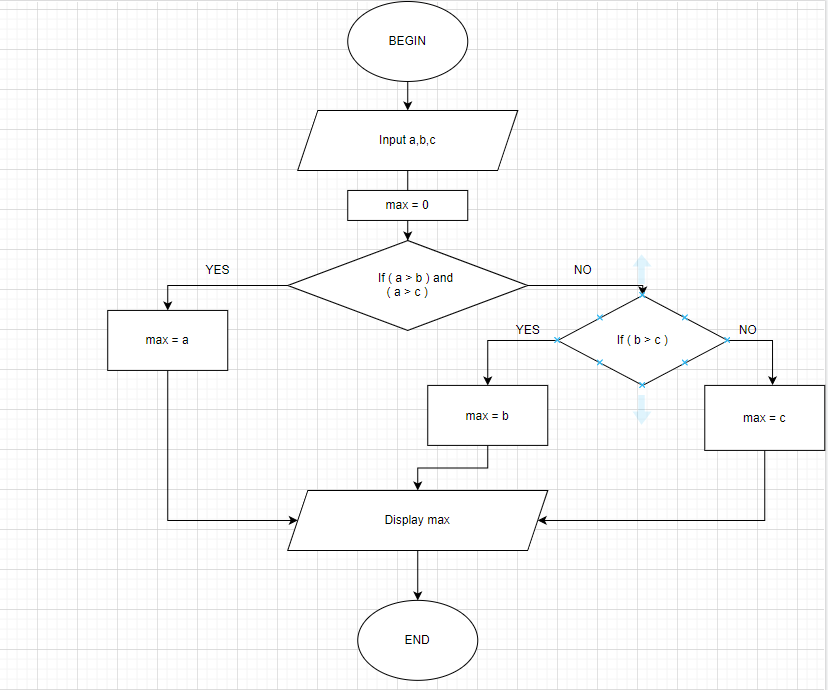 BEGIN
Input a,b,c
max = 0
If ( a > b ) and
( a > c )
YES
NO
max = a
If ( b > c )
YES
NO
max = b
max = c
Display max
END